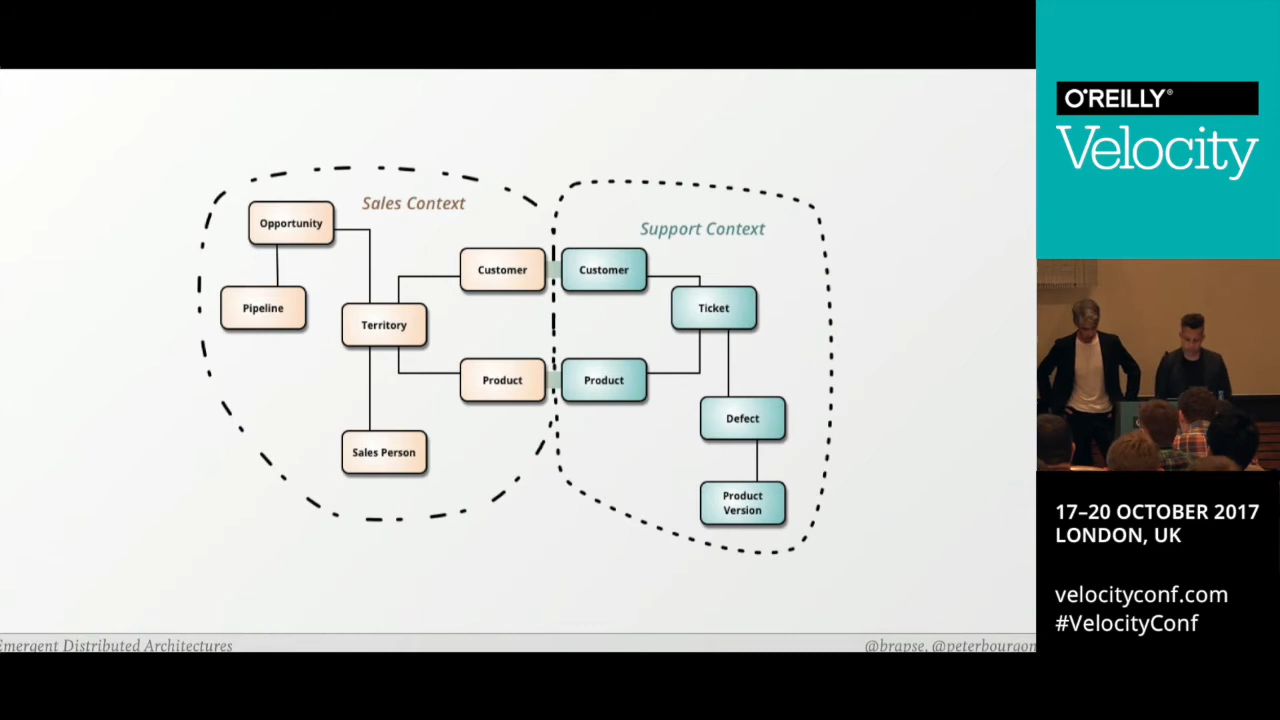 Sales Context
Opportunity
Support Context
Customer
Customer
Pipeline
Ticket
Territory
Product
Product
Defect
Sales Person
Product
Version
Emergent Distributed Architectures
@brapse, @peterbourgon
O'REILLY®
Velocity
17–20 OCTOBER 2017
LONDON, UK
velocityconf.com
#VelocityConf